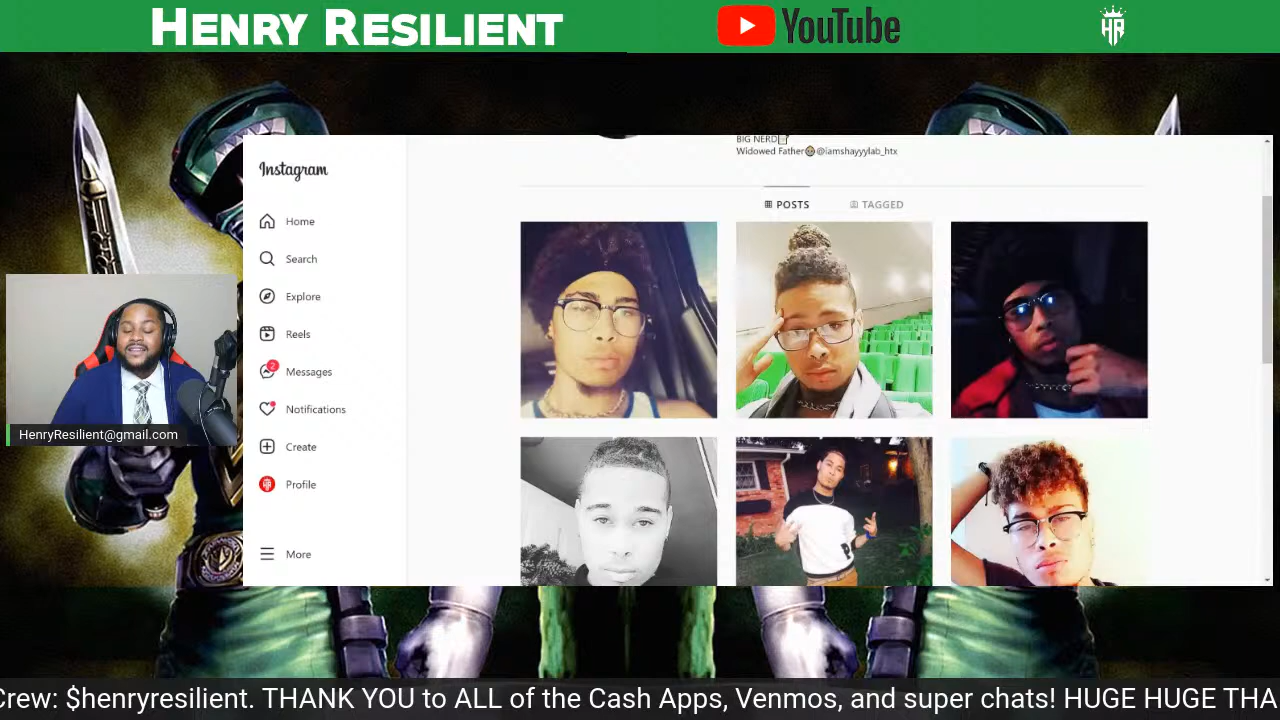 HENRY RESILIENT
YouTube
HR
BIG NERD
Widowed Father @iamshayyylab_htx
Instagram
POSTS
TAGGED
Home
Search
Explore
Reels
2
Messages
Notifications
Create
Profile
More
HenryResilient@gmail.com
Crew: $henryresilient. THANK YOU to ALL of the Cash Apps, Venmos, and super chats! HUGE HUGE THA